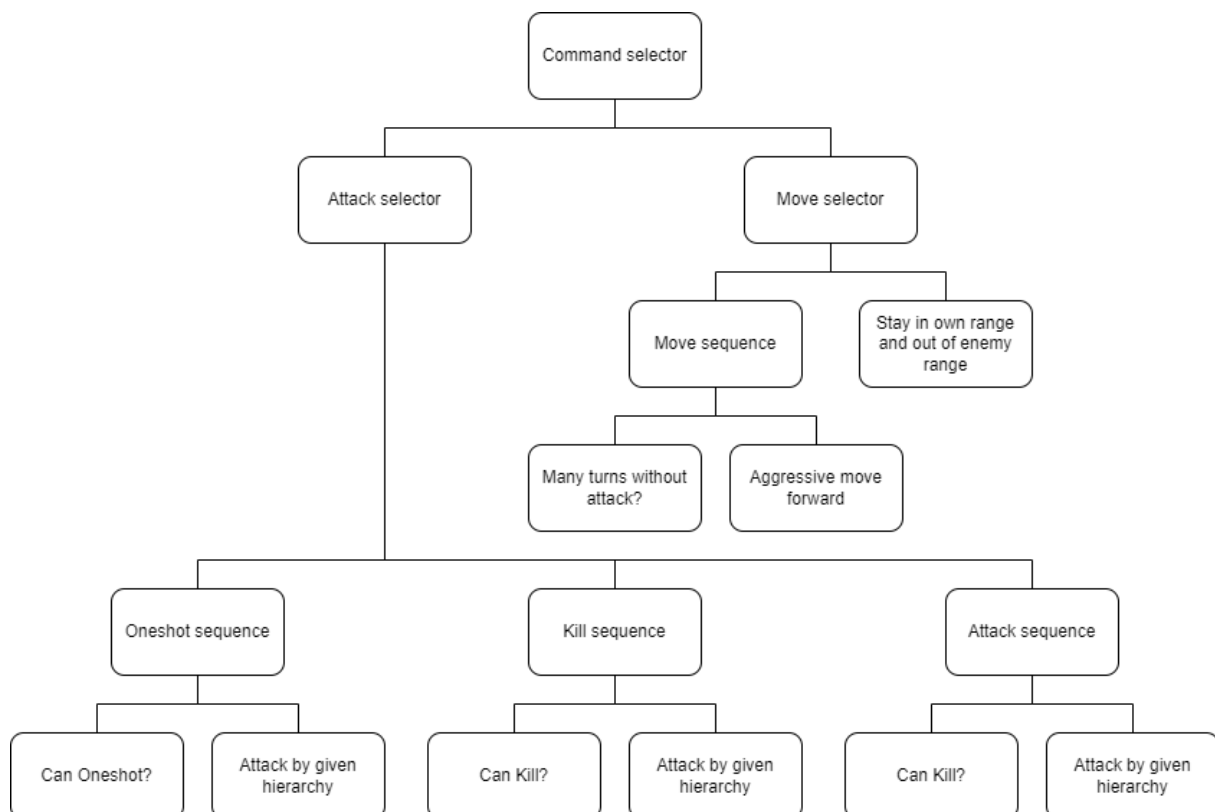 Command selector
Attack selector
Move selector
Move sequence
Stay in own range
and out of enemy
range
Many turns without
attack?
Aggressive move
forward
Oneshot sequence
Kill sequence
Attack sequence
Can Oneshot?
Attack by given
hierarchy
Can Kill?
Attack by given
hierarchy
Can Kill?
Attack by given
hierarchy